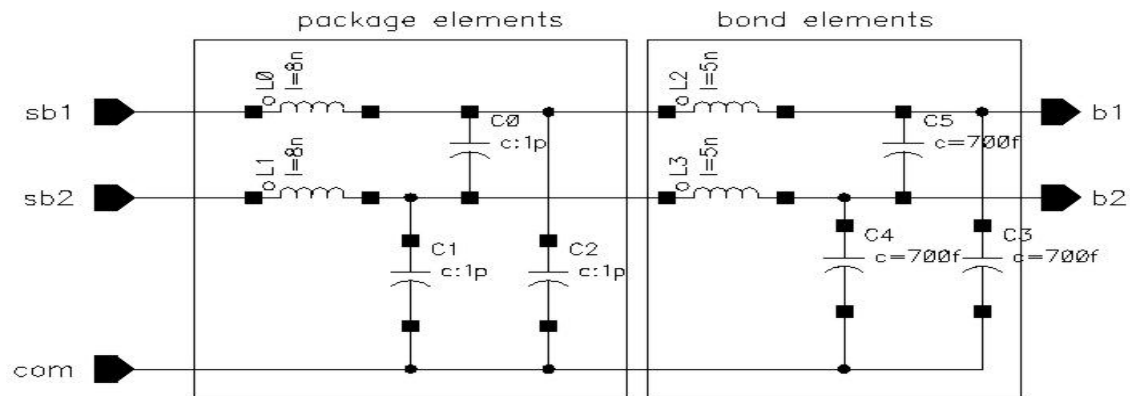 package elements
bond elements
L0
l=8n
L2
l=5n
sb1
b1
C0
c:1p
C5
c=700f
L1
l=8n
L3
l=5n
sb2
b2
C1
c:1p
C2
c:1p
C4
c=700f
C3
c=700f
com